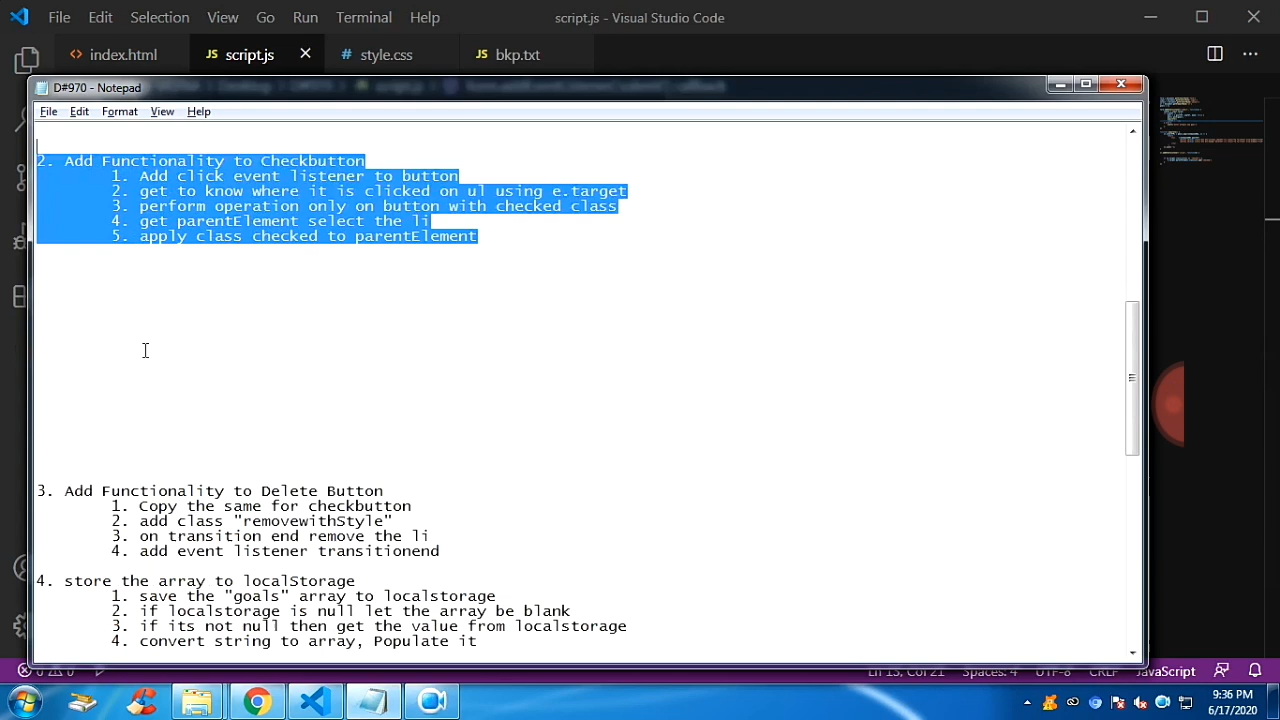 File Edit Selection View Go Run Terminal Help script.js - Visual Studio Code
<> index.html JS script.js # style.css JS bkp.txt
D#970 - Notepad
File Edit Format View Help
2. Add Functionality to Checkbutton
1. Add click event listener to button
2. get to know where it is clicked on ul using e.target
3. perform operation only on button with checked class
4. get parentElement select the li
5. apply class checked to parentElement
3. Add Functionality to Delete Button
1. Copy the same for checkbutton
2. add class "removewithStyle"
3. on transition end remove the li
4. add event listener transitionend
4. store the array to localStorage
1. save the "goals" array to localstorage
2. if localstorage is null let the array be blank
3. if its not null then get the value from localstorage
4. convert string to array, Populate it
0 0 Ln 13, Col 21 Spaces: 4 UTF-8 CRLF JavaScript
9:36 PM
6/17/2020